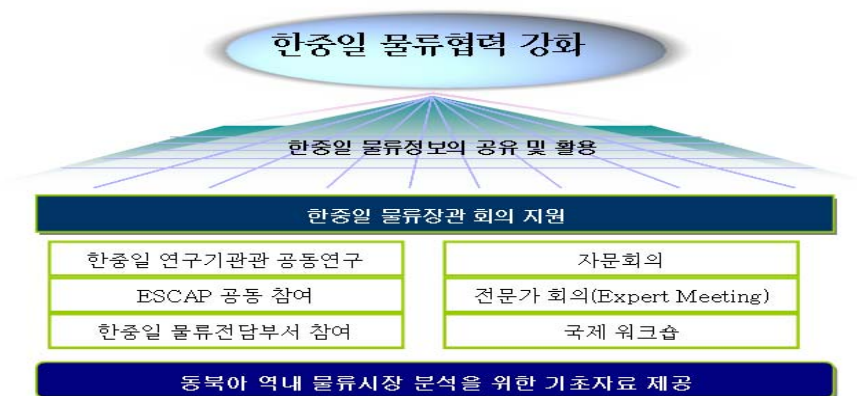 한중일 물류협력 강화
한중일 물류정보의 공유 및 활용
한중일 물류장관 회의 지원
한중일 연구기관관 공동연구
자문회의
ESCAP 공동 참여
전문가 회의(Expert Meeting)
한중일 물류전담부서 참여
국제 워크숍
동북아 역내 물류시장 분석을 위한 기초자료 제공